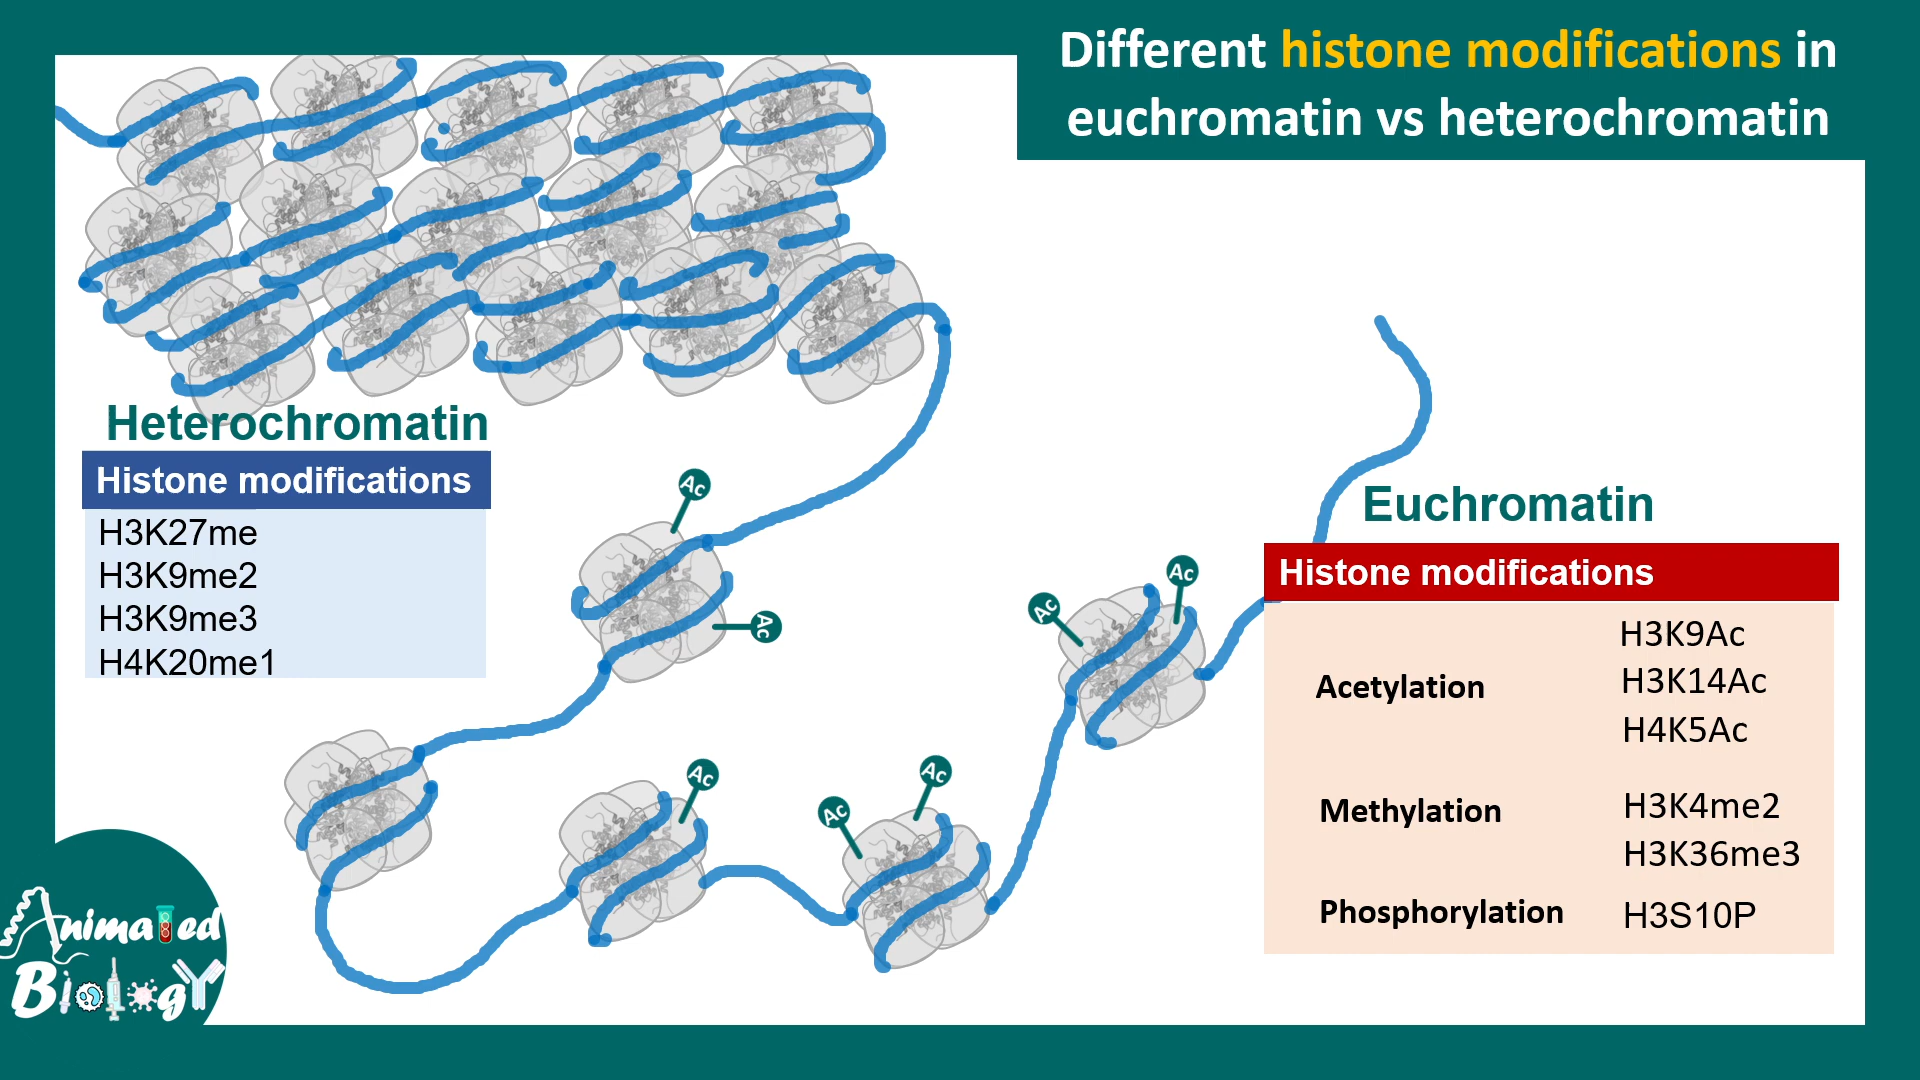 Different histone modifications in
euchromatin vs heterochromatin
Heterochromatin
Histone modifications
H3K27me
H3K9me2
H3K9me3
H4K20me1
Ac
Ac
Ac
Ac
Ac
Ac
Ac
Euchromatin
Histone modifications
Acetylation
H3K9Ac
H3K14Ac
H4K5Ac
Methylation
H3K4me2
H3K36me3
Phosphorylation
H3S10P
Animated
Biology